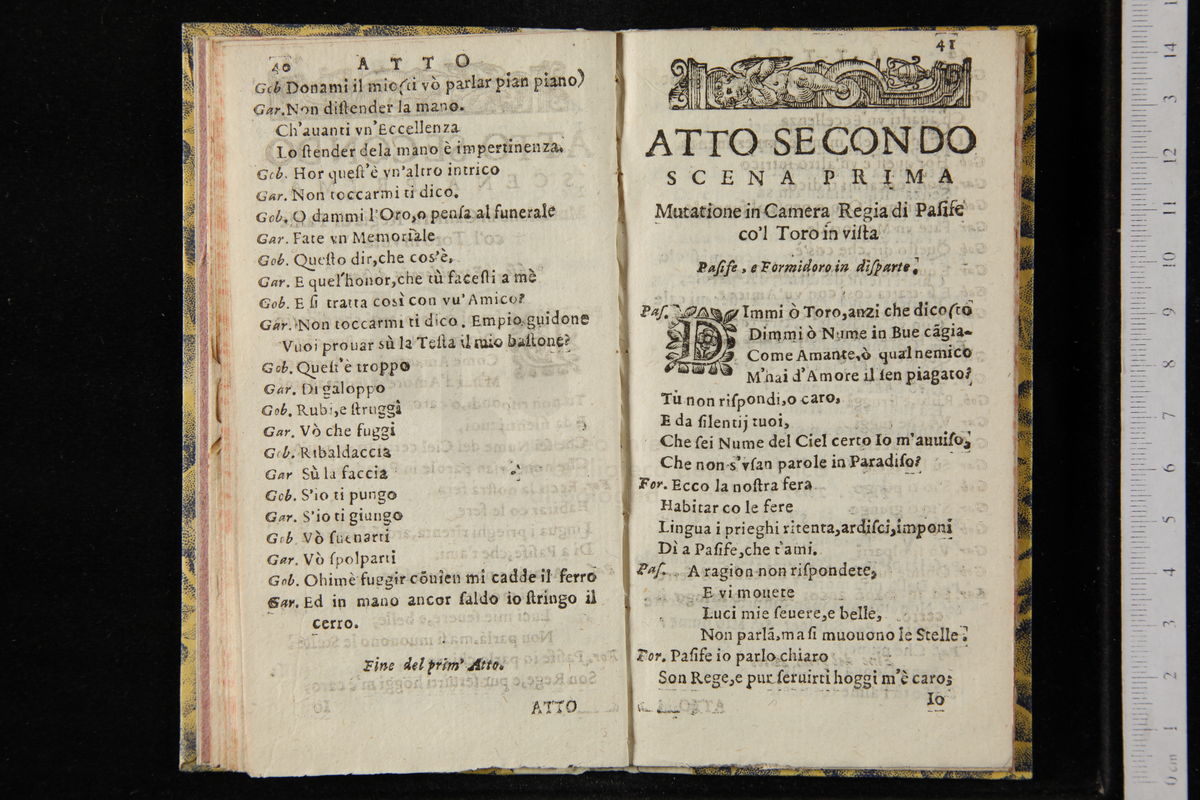 40 ATTO
Gob Donami il mio (ti vò parlar pian piano)
Gar. Non distender la mano.
Ch'auanti vn'Eccellenza
Lo stender dela mano è impertinenza.
Gob. Hor quest'è vn'altro intrico
Gar. Non toccarmi ti dico.
Gob. O dammi l'Oro, o pensa al funerale
Gar. Fate vn Memoriale
Gob. Questo dir, che cos'è,
Gar. E quel'honor, che tù facesti a mè
Gob. E si tratta così con vu'Amico?
Gar. Non toccarmi ti dico. Empio guidone
Vuoi prouar sù la Testa il mio bastone?
Gob. Quest'è troppo
Gar. Di galoppo
Gob. Rubi, e struggi
Gar. Vò che fuggi
Gob. Ribaldaccia
Gar Sù la faccia
Gob. S'io ti pungo
Gar. S'io ti giungo
Gob. Vò suenarti
Gar. Vò spolparti
Gob. Ohimè fuggir cõuien mi cadde il ferro
Gar. Ed in mano ancor saldo io stringo il
cerro.
Fine del prim' Atto.
ATTO
41
ATTO SECONDO
SCENA PRIMA
Mutatione in Camera Regia di Pasife
co'l Toro in vista
Pasife, e Formidoro in disparte.
Pas. DImmi ò Toro, anzi che dico sto
Dimmi ò Nume in Bue cãgia-
Come Amante, ò qual nemico
M'hai d'Amore il sen piagato?
Tù non rispondi, o caro,
E da silentij tuoi,
Che sei Nume del Ciel certo Io m'auuiso,
Che non s'vsan parole in Paradiso?
For. Ecco la nostra fera
Habitar co le fere
Lingua i prieghi ritenta, ardisci, imponi
Dì a Pasife, che t'ami.
Pas. A ragion non rispondete,
E vi mouete
Luci mie seuere, e belle,
Non parlã, ma si muouono le Stelle.
For. Pasife io parlo chiaro
Son Rege, e pur seruirti hoggi m'è caro;
Io